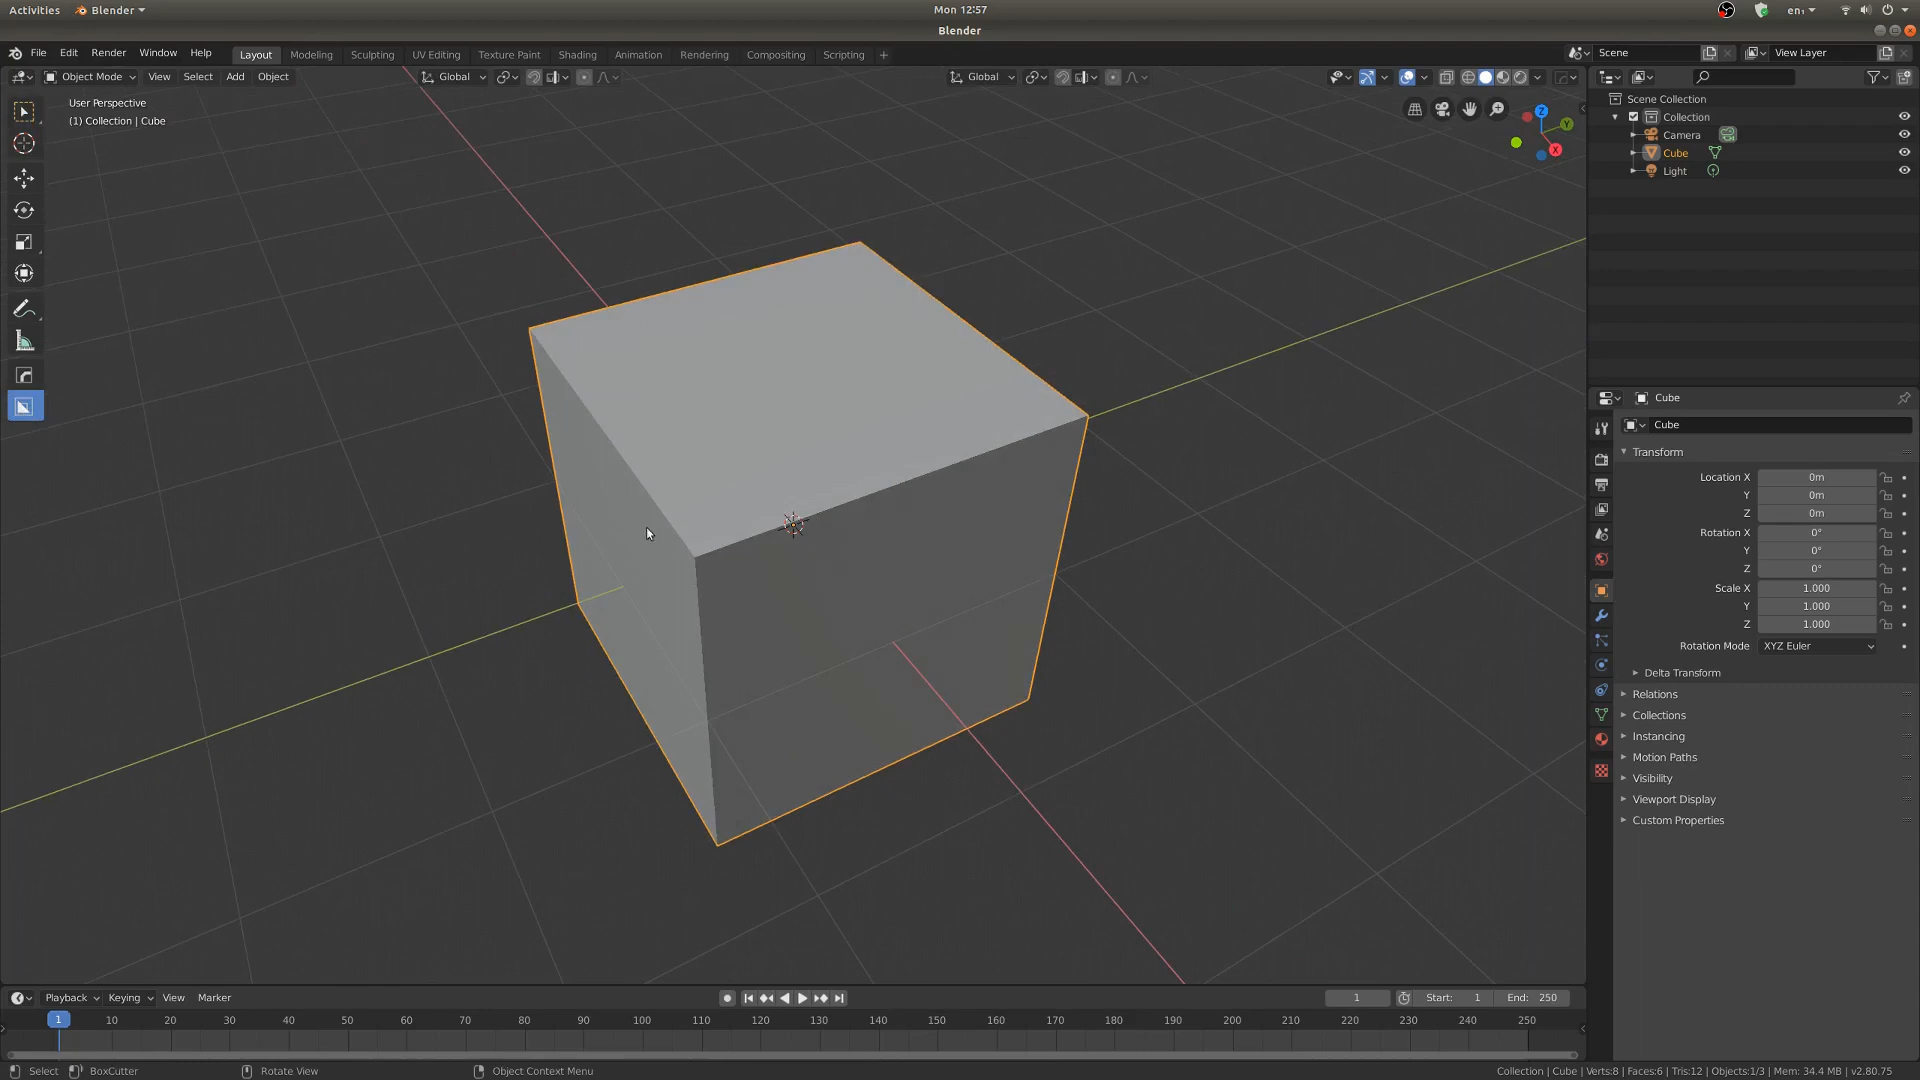 Activities Blender Mon 12:57 en₁
Blender
File Edit Render Window Help Layout Modeling Sculpting UV Editing Texture Paint Shading Animation Rendering Compositing Scripting + Scene View Layer
Object Mode View Select Add Object Global Global
User Perspective
(1) Collection | Cube
Z
Y
X
Scene Collection
Collection
Camera
Cube
Light
Cube
Cube
Transform
Location X 0m
Y 0m
Z 0m
Rotation X 0°
Y 0°
Z 0°
Scale X 1.000
Y 1.000
Z 1.000
Rotation Mode XYZ Euler
Delta Transform
Relations
Collections
Instancing
Motion Paths
Visibility
Viewport Display
Custom Properties
Playback Keying View Marker 1 Start: 1 End: 250
1 10 20 30 40 50 60 70 80 90 100 110 120 130 140 150 160 170 180 190 200 210 220 230 240 250
Select BoxCutter Rotate View Object Context Menu Collection | Cube | Verts:8 | Faces:6 | Tris:12 | Objects:1/3 | Mem: 34.4 MB | v2.80.75